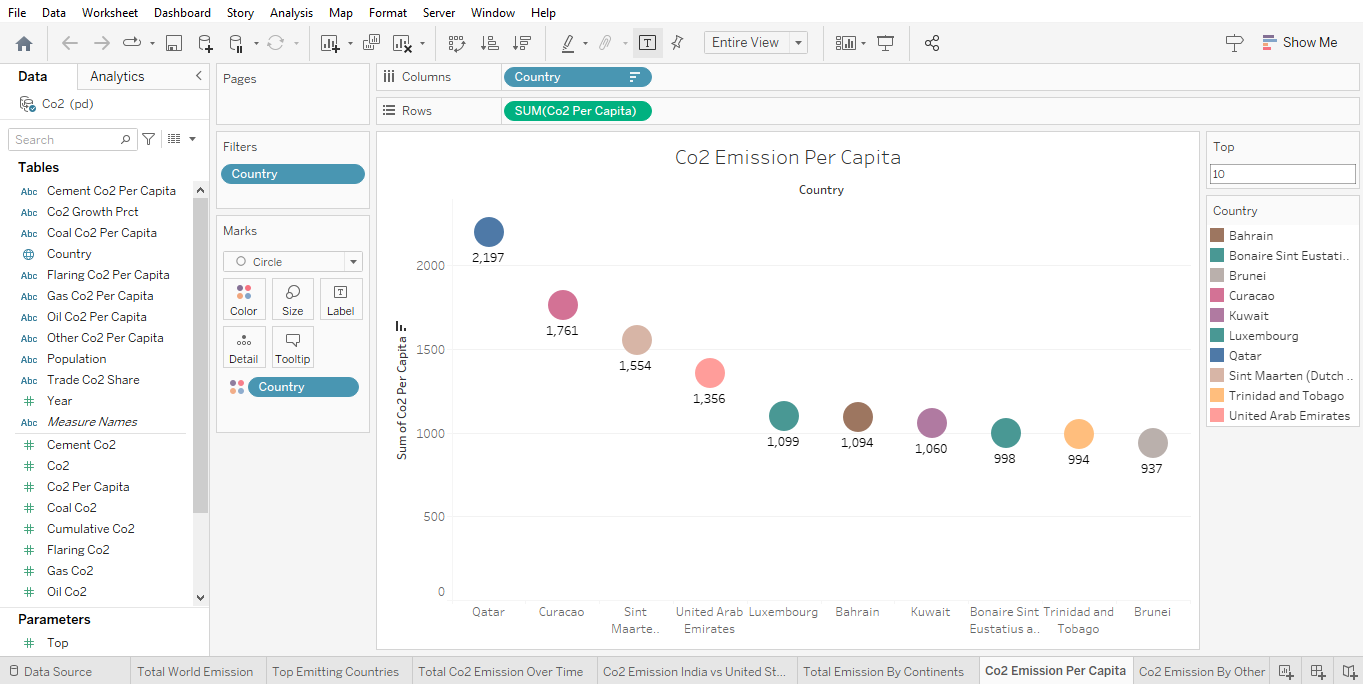 File Data Worksheet Dashboard Story Analysis Map Format Server Window Help
Entire View
Show Me
Data Analytics
Co2 (pd)
Search
Tables
Abc Cement Co2 Per Capita
Abc Co2 Growth Prct
Abc Coal Co2 Per Capita
Country
Abc Flaring Co2 Per Capita
Abc Gas Co2 Per Capita
Abc Oil Co2 Per Capita
Abc Other Co2 Per Capita
Abc Population
Abc Trade Co2 Share
# Year
Abc Measure Names
# Cement Co2
# Co2
# Co2 Per Capita
# Coal Co2
# Cumulative Co2
# Flaring Co2
# Gas Co2
# Oil Co2
Parameters
# Top
Pages
Filters
Country
Marks
Circle
Color Size Label
Detail Tooltip
Country
Columns Country
Rows SUM(Co2 Per Capita)
Co2 Emission Per Capita
Country
Sum of Co2 Per Capita
2000
1500
1000
500
0
2,197
1,761
1,554
1,356
1,099
1,094
1,060
998
994
937
Qatar
Curacao
Sint
Maarte..
United Arab
Emirates
Luxembourg
Bahrain
Kuwait
Bonaire Sint
Eustatius a..
Trinidad and
Tobago
Brunei
Top
10
Country
Bahrain
Bonaire Sint Eustati..
Brunei
Curacao
Kuwait
Luxembourg
Qatar
Sint Maarten (Dutch ..
Trinidad and Tobago
United Arab Emirates
Data Source Total World Emission Top Emitting Countries Total Co2 Emission Over Time Co2 Emission India vs United St... Total Emission By Continents Co2 Emission Per Capita Co2 Emission By Other